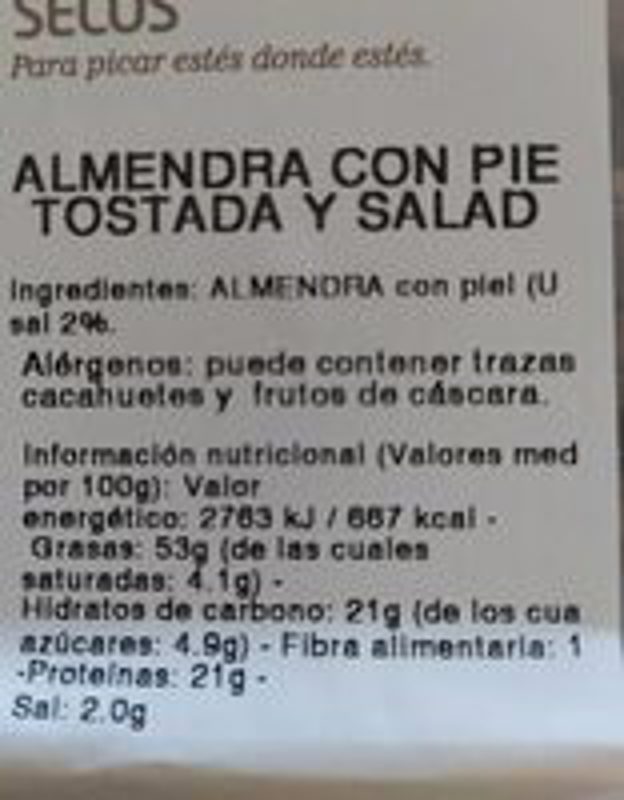 SECOS
Para picar estés donde estés.
ALMENDRA CON PIE
TOSTADA Y SALAD
Ingredientes: ALMENDRA con piel (U
sal 2%.
Alérgenos: puede contener trazas
cacahuetes y frutos de cáscara.
Información nutricional (Valores med
por 100g): Valor
energético: 2763 kJ / 667 kcal -
Grasas: 53g (de las cuales
saturadas: 4.1g) -
Hidratos de carbono: 21g (de los cua
azúcares: 4.9g) - Fibra alimentaria: 1
-Proteínas: 21g -
Sal: 2.0g